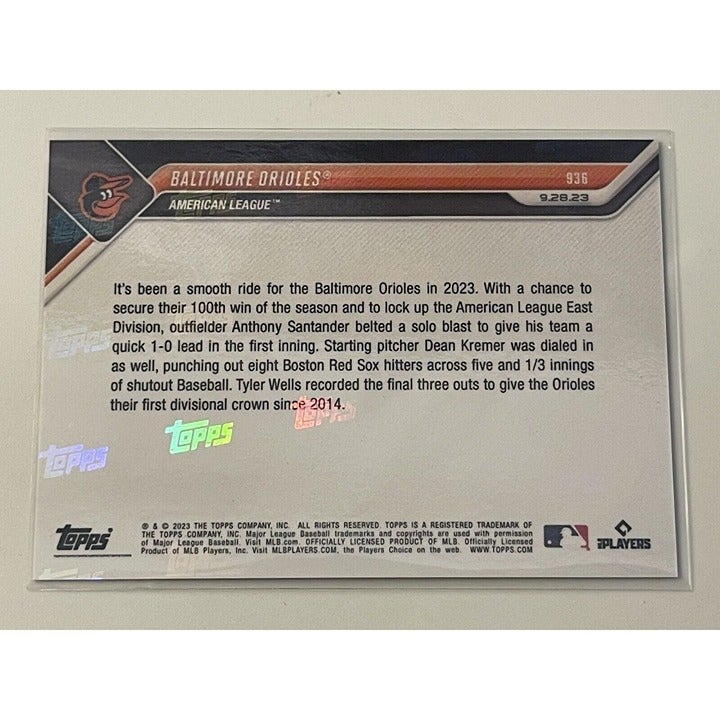 BALTIMORE ORIOLES® 936
AMERICAN LEAGUE™ 9.28.23
It's been a smooth ride for the Baltimore Orioles in 2023. With a chance to
secure their 100th win of the season and to lock up the American League East
Division, outfielder Anthony Santander belted a solo blast to give his team a
quick 1-0 lead in the first inning. Starting pitcher Dean Kremer was dialed in
as well, punching out eight Boston Red Sox hitters across five and 1/3 innings
of shutout Baseball. Tyler Wells recorded the final three outs to give the Orioles
their first divisional crown since 2014.
TOPPS
TOPPS
TOPPS
TOPPS
TOPPS
® & © 2023 THE TOPPS COMPANY, INC. ALL RIGHTS RESERVED. TOPPS IS A REGISTERED TRADEMARK OF
THE TOPPS COMPANY, INC. Major League Baseball trademarks and copyrights are used with permission
of Major League Baseball. Visit MLB.com. OFFICIALLY LICENSED PRODUCT OF MLB. Officially Licensed
Product of MLB Players, Inc. Visit MLBPLAYERS.COM, the Players Choice on the web. WWW.TOPPS.COM
TOPPS
MLB PLAYERS